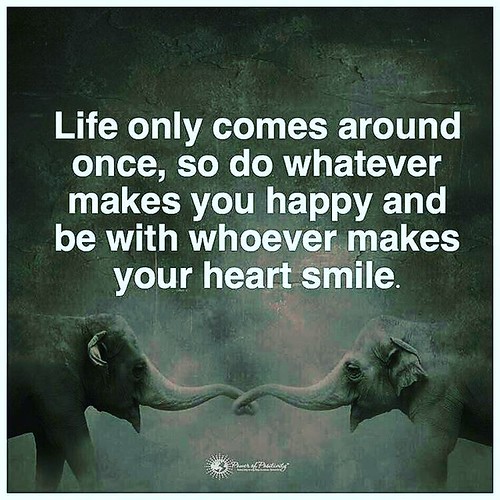 Life only comes around
once, so do whatever
makes you happy and
be with whoever makes
your heart smile.
Power of Positivity